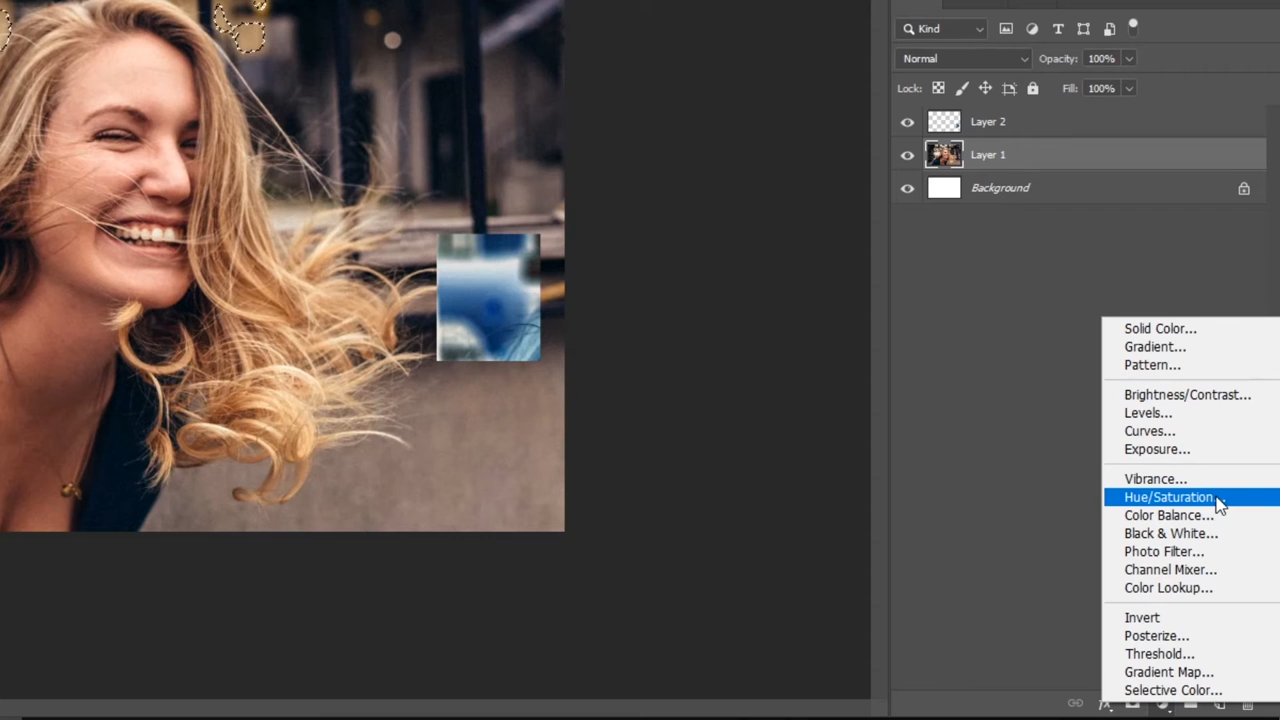 Kind
Normal
Opacity: 100%
Lock:
Fill: 100%
Layer 2
Layer 1
Background
Solid Color...
Gradient...
Pattern...
Brightness/Contrast...
Levels...
Curves...
Exposure...
Vibrance...
Hue/Saturation...
Color Balance...
Black & White...
Photo Filter...
Channel Mixer...
Color Lookup...
Invert
Posterize...
Threshold...
Gradient Map...
Selective Color...
fx